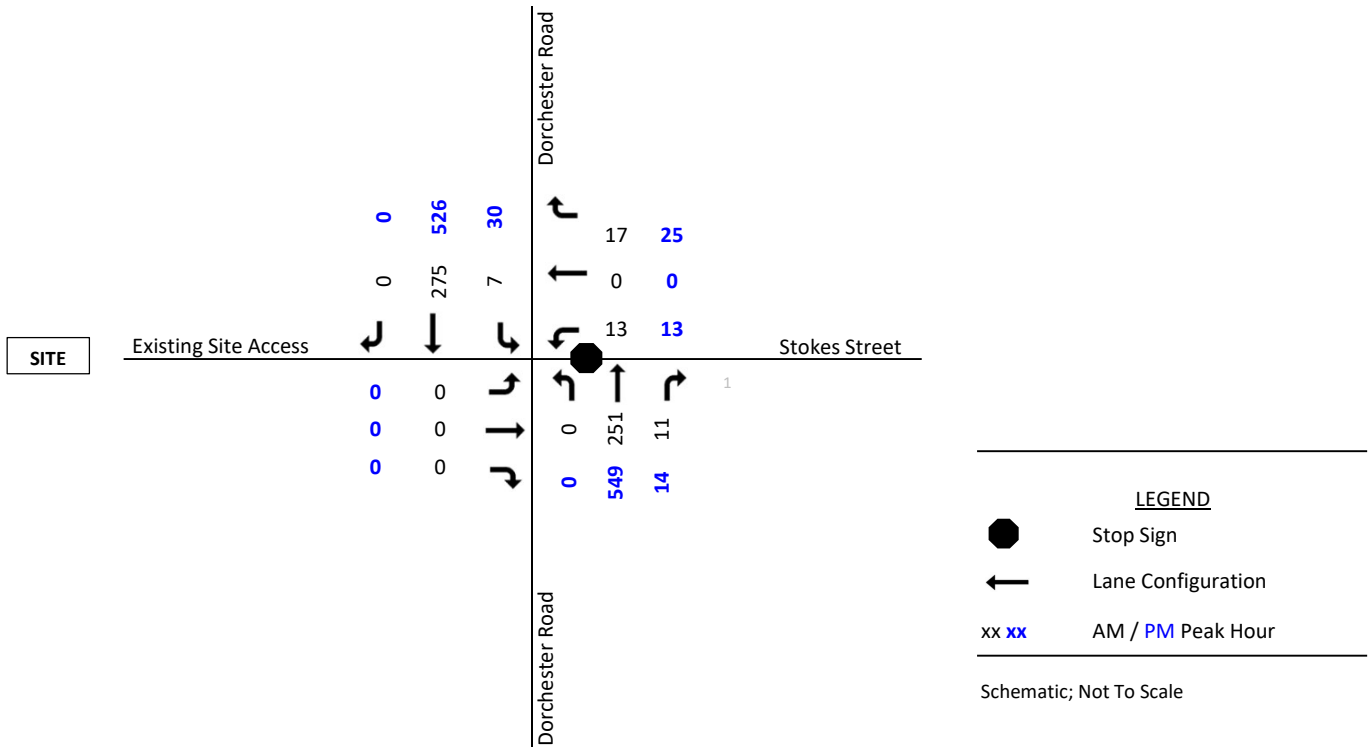 Dorchester Road
0 526 30
0 275 7
17 25
0 0
13 13
SITE
Existing Site Access
Stokes Street
0 0
0 0
0 0
0 251 11
0 549 14
1
LEGEND
Stop Sign
Lane Configuration
xx xx AM / PM Peak Hour
Schematic; Not To Scale
Dorchester Road